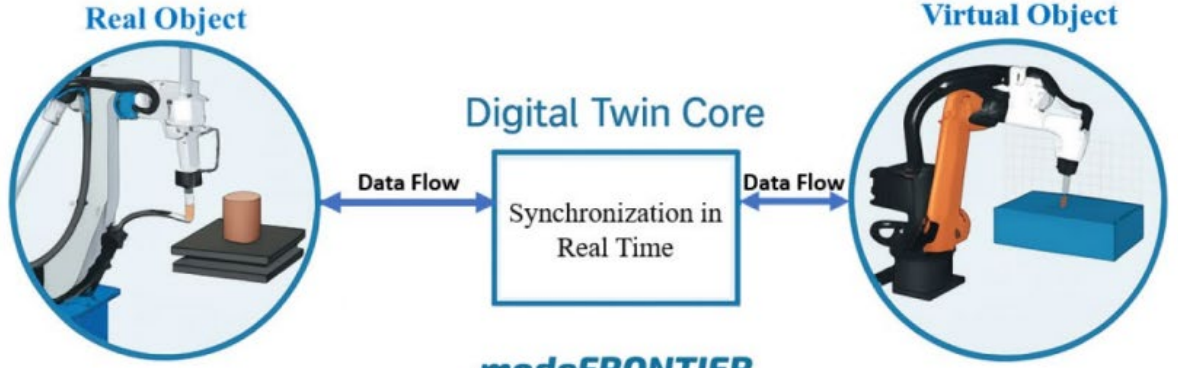 Real Object
Virtual Object
Digital Twin Core
Data Flow
Synchronization in
Real Time
Data Flow
modeFRONTIER